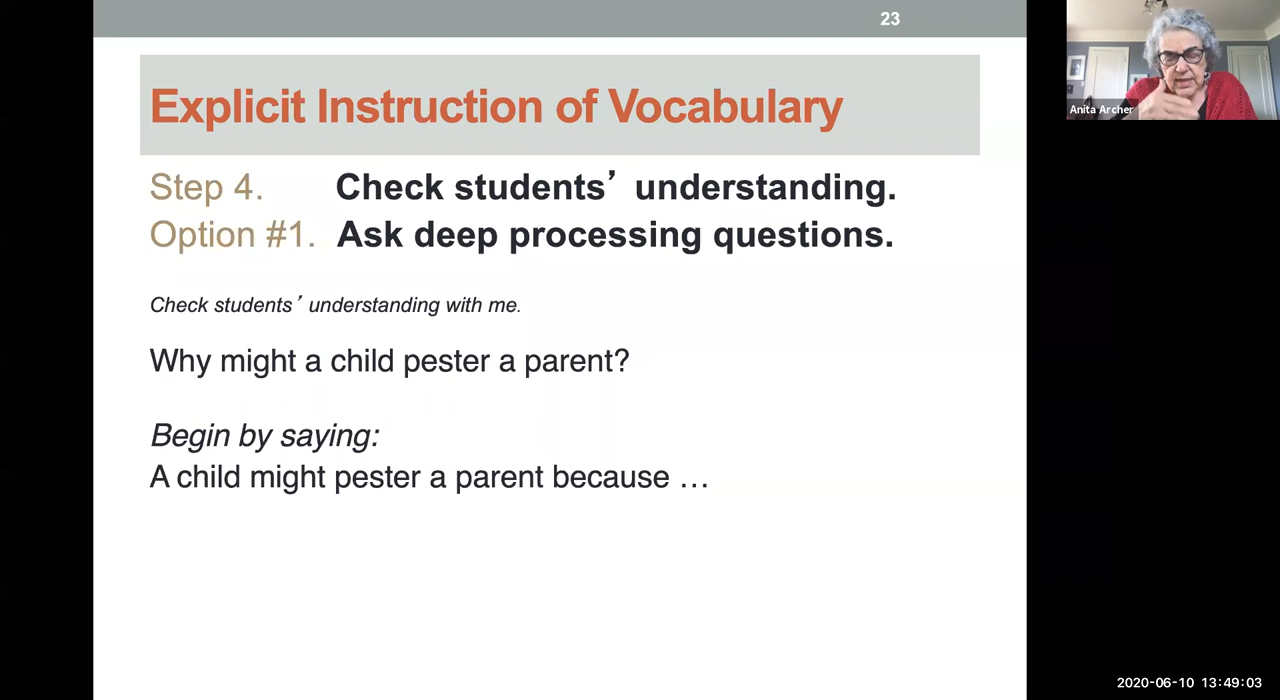 23
Explicit Instruction of Vocabulary
Step 4. Check students’ understanding.
Option #1. Ask deep processing questions.
Check students’ understanding with me.
Why might a child pester a parent?
Begin by saying:
A child might pester a parent because …
Anita Archer
2020-06-10 13:49:03